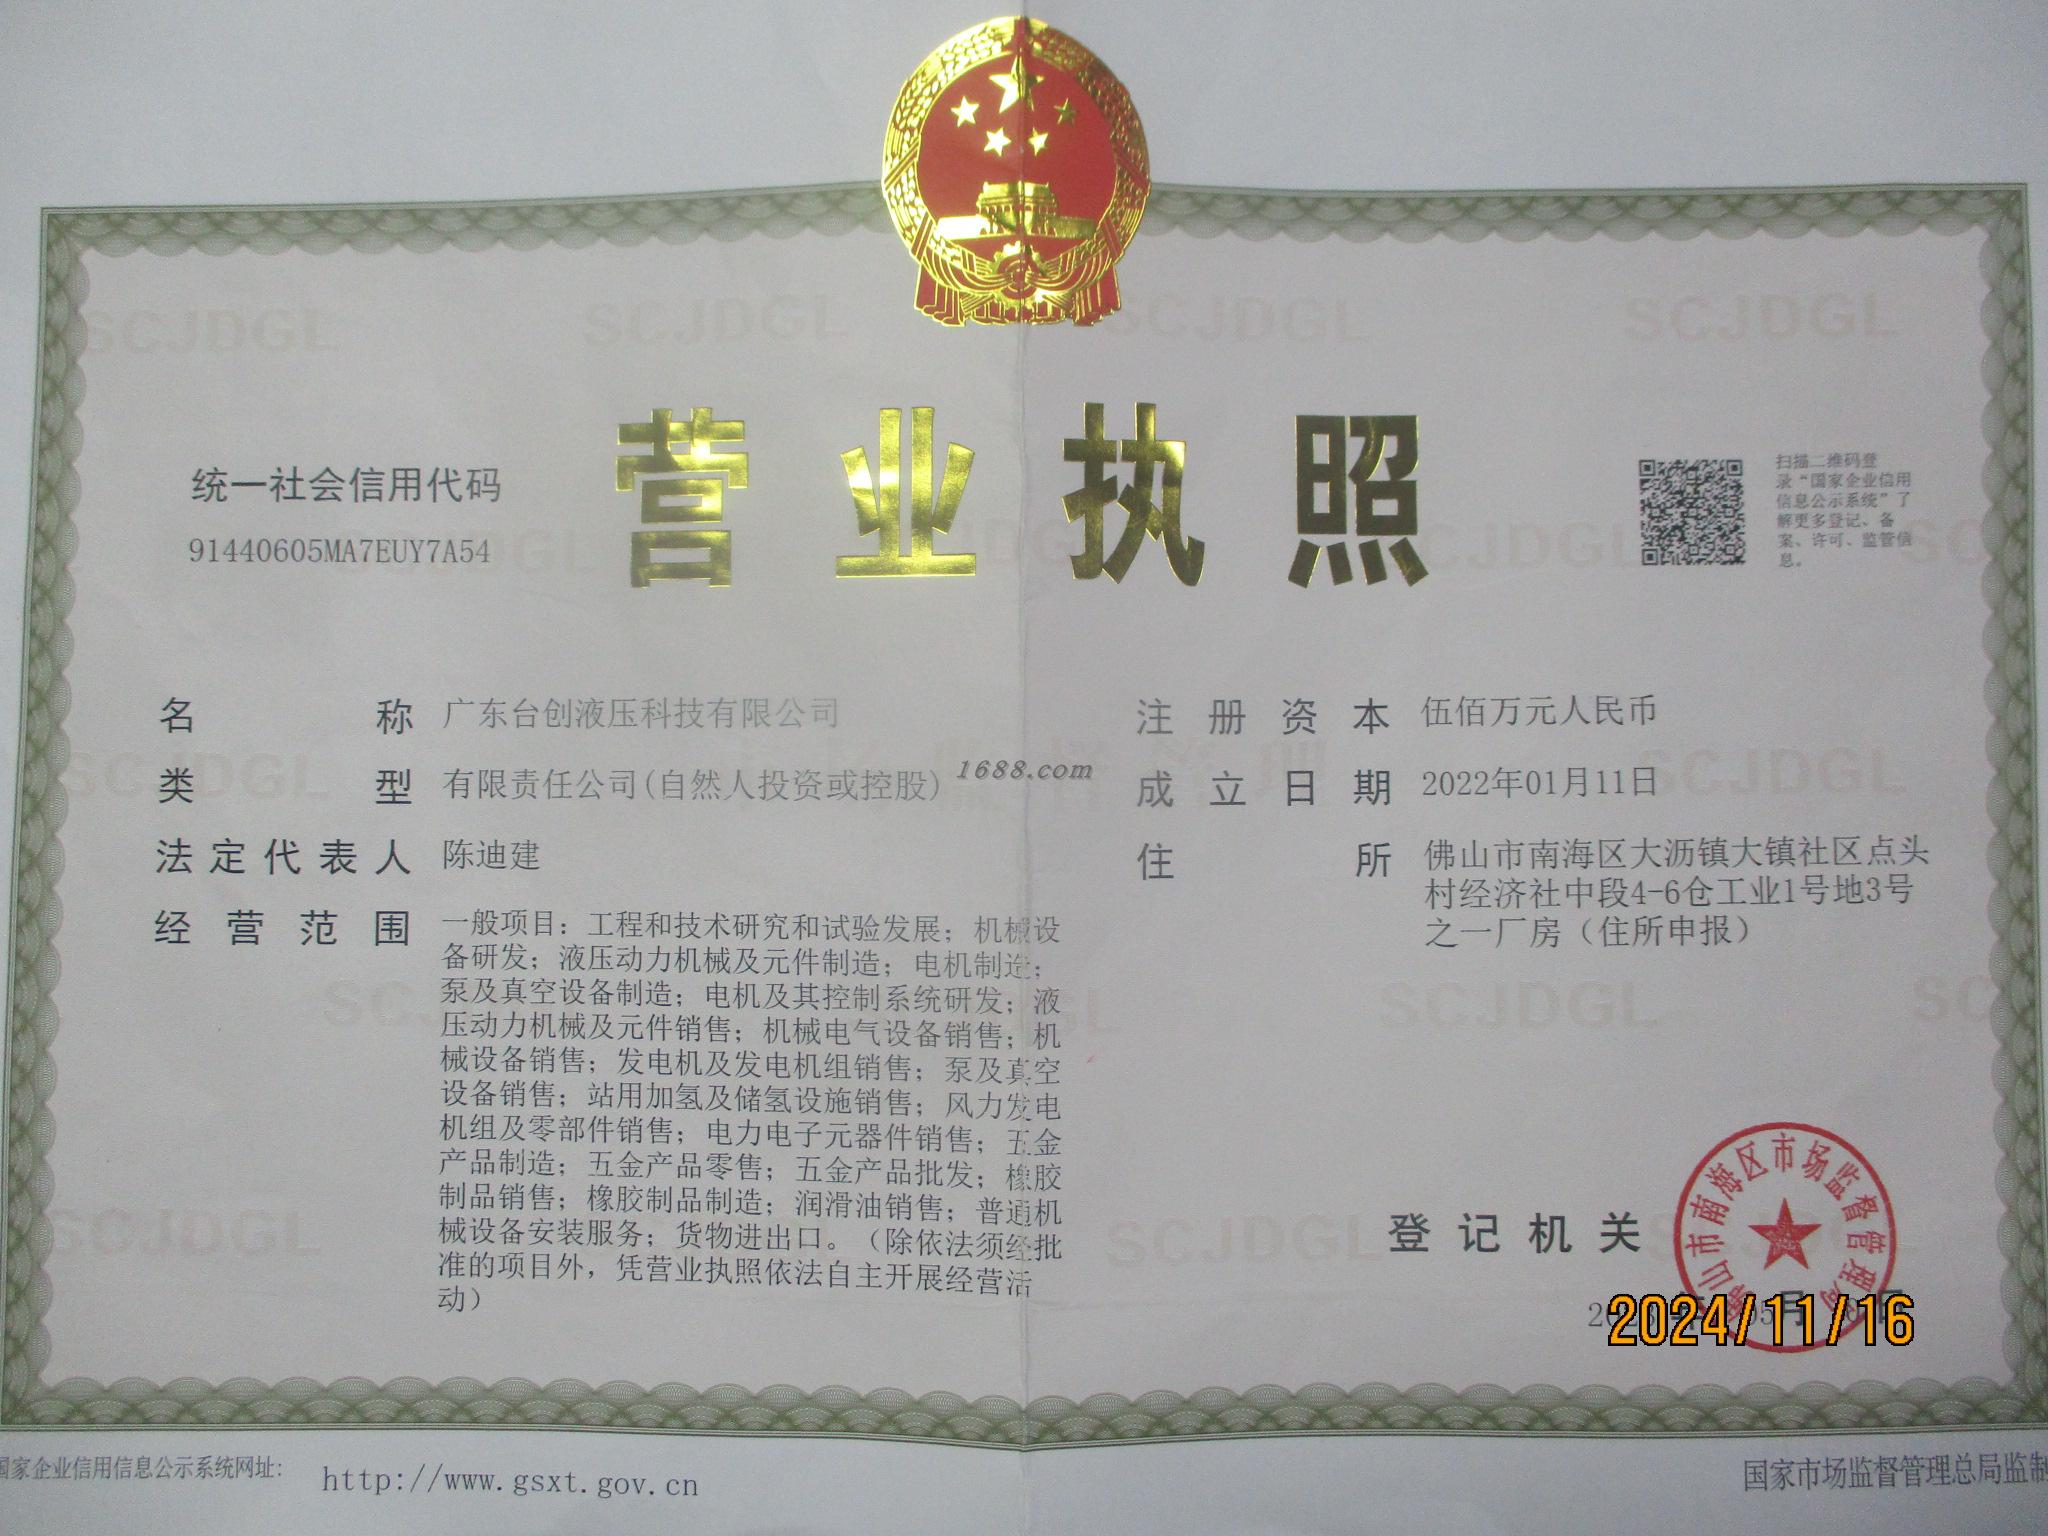 营业执照
统一社会信用代码
91440605MA7EUY7A54
扫描二维码登
录“国家企业信用
信息公示系统”了
解更多登记、备
案、许可、监管信
息。
名称 广东台创液压科技有限公司
类型 有限责任公司(自然人投资或控股)
法定代表人 陈迪建
经营范围 一般项目：工程和技术研究和试验发展；机械设
备研发；液压动力机械及元件制造；电机制造；
泵及真空设备制造；电机及其控制系统研发；液
压动力机械及元件销售；机械电气设备销售；机
械设备销售；发电机及发电机组销售；泵及真空
设备销售；站用加氢及储氢设施销售；风力发电
机组及零部件销售；电力电子元器件销售；五金
产品制造；五金产品零售；五金产品批发；橡胶
制品销售；橡胶制品制造；润滑油销售；普通机
械设备安装服务；货物进出口。（除依法须经批
准的项目外，凭营业执照依法自主开展经营活
动）
注册资本 伍佰万元人民币
成立日期 2022年01月11日
住所 佛山市南海区大沥镇大镇社区点头
村经济社中段4-6仓工业1号地3号
之一厂房（住所申报）
1688.com
登记机关
佛山市南海区市场监督管理局
2024/11/16
国家企业信用信息公示系统网址：
http://www.gsxt.gov.cn
国家市场监督管理总局监制
SCJDGL